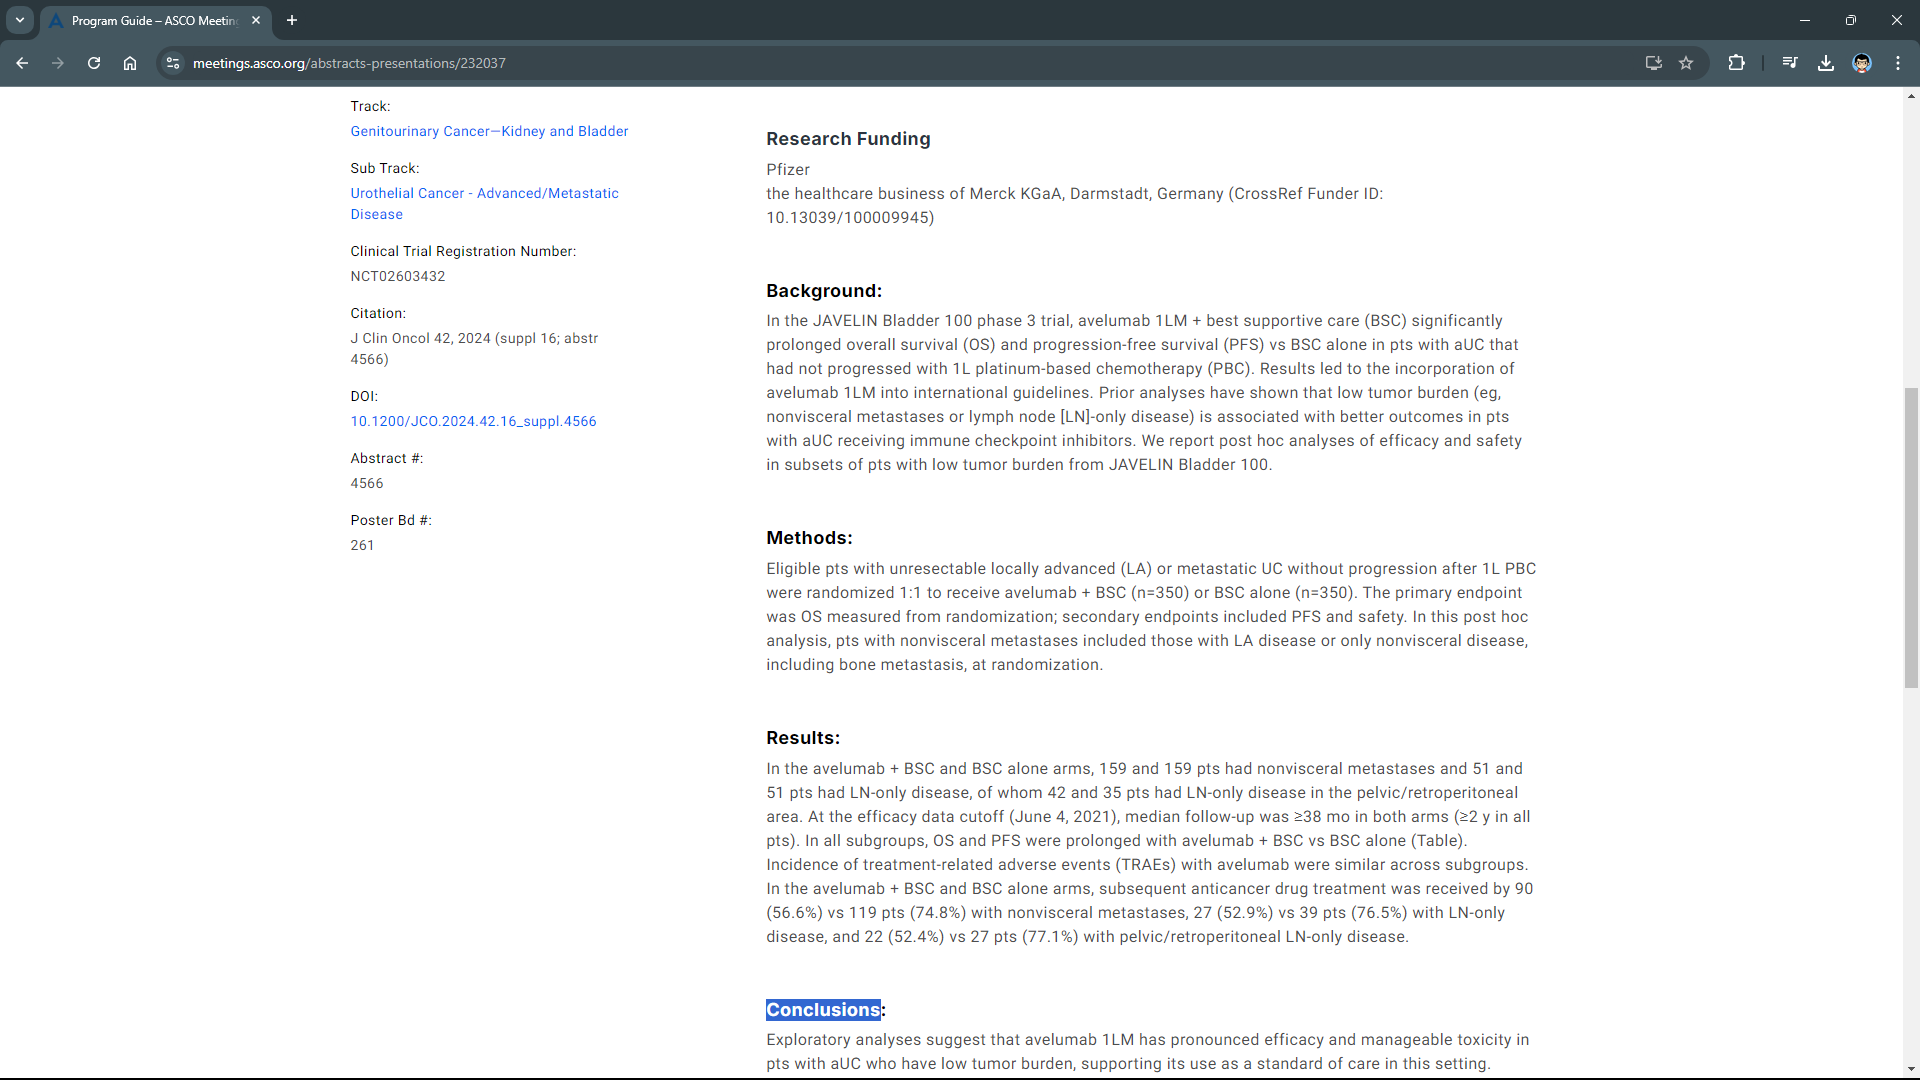 Program Guide – ASCO Meetin
meetings.asco.org/abstracts-presentations/232037
Track:
Genitourinary Cancer—Kidney and Bladder
Sub Track:
Urothelial Cancer - Advanced/Metastatic
Disease
Clinical Trial Registration Number:
NCT02603432
Citation:
J Clin Oncol 42, 2024 (suppl 16; abstr
4566)
DOI:
10.1200/JCO.2024.42.16_suppl.4566
Abstract #:
4566
Poster Bd #:
261
Research Funding
Pfizer
the healthcare business of Merck KGaA, Darmstadt, Germany (CrossRef Funder ID:
10.13039/100009945)
Background:
In the JAVELIN Bladder 100 phase 3 trial, avelumab 1LM + best supportive care (BSC) significantly
prolonged overall survival (OS) and progression-free survival (PFS) vs BSC alone in pts with aUC that
had not progressed with 1L platinum-based chemotherapy (PBC). Results led to the incorporation of
avelumab 1LM into international guidelines. Prior analyses have shown that low tumor burden (eg,
nonvisceral metastases or lymph node [LN]-only disease) is associated with better outcomes in pts
with aUC receiving immune checkpoint inhibitors. We report post hoc analyses of efficacy and safety
in subsets of pts with low tumor burden from JAVELIN Bladder 100.
Methods:
Eligible pts with unresectable locally advanced (LA) or metastatic UC without progression after 1L PBC
were randomized 1:1 to receive avelumab + BSC (n=350) or BSC alone (n=350). The primary endpoint
was OS measured from randomization; secondary endpoints included PFS and safety. In this post hoc
analysis, pts with nonvisceral metastases included those with LA disease or only nonvisceral disease,
including bone metastasis, at randomization.
Results:
In the avelumab + BSC and BSC alone arms, 159 and 159 pts had nonvisceral metastases and 51 and
51 pts had LN-only disease, of whom 42 and 35 pts had LN-only disease in the pelvic/retroperitoneal
area. At the efficacy data cutoff (June 4, 2021), median follow-up was ≥38 mo in both arms (≥2 y in all
pts). In all subgroups, OS and PFS were prolonged with avelumab + BSC vs BSC alone (Table).
Incidence of treatment-related adverse events (TRAEs) with avelumab were similar across subgroups.
In the avelumab + BSC and BSC alone arms, subsequent anticancer drug treatment was received by 90
(56.6%) vs 119 pts (74.8%) with nonvisceral metastases, 27 (52.9%) vs 39 pts (76.5%) with LN-only
disease, and 22 (52.4%) vs 27 pts (77.1%) with pelvic/retroperitoneal LN-only disease.
Conclusions:
Exploratory analyses suggest that avelumab 1LM has pronounced efficacy and manageable toxicity in
pts with aUC who have low tumor burden, supporting its use as a standard of care in this setting.